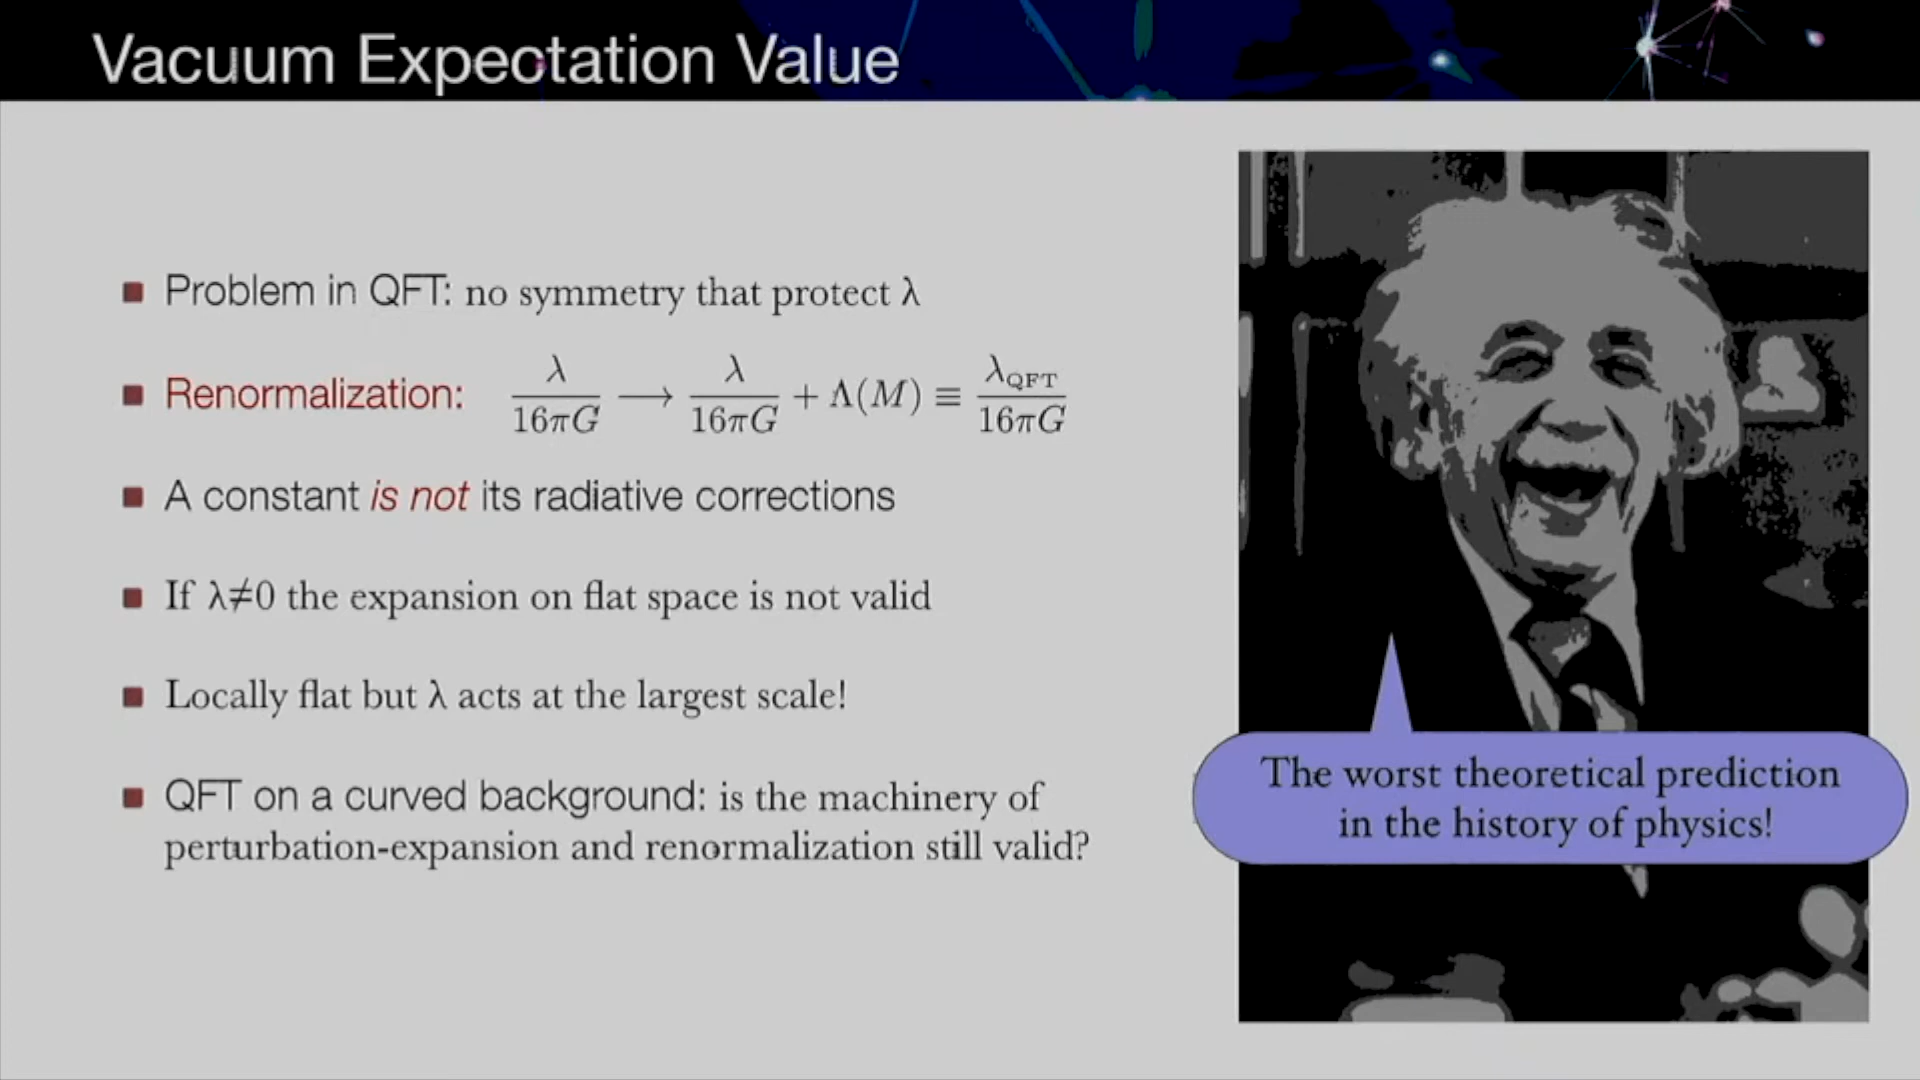 Vacuum Expectation Value
Problem in QFT: no symmetry that protect λ
Renormalization: λ/16πG ⟶ λ/16πG + Λ(M) ≡ λ_QFT/16πG
A constant is not its radiative corrections
If λ≠0 the expansion on flat space is not valid
Locally flat but λ acts at the largest scale!
QFT on a curved background: is the machinery of
perturbation-expansion and renormalization still valid?
The worst theoretical prediction
in the history of physics!